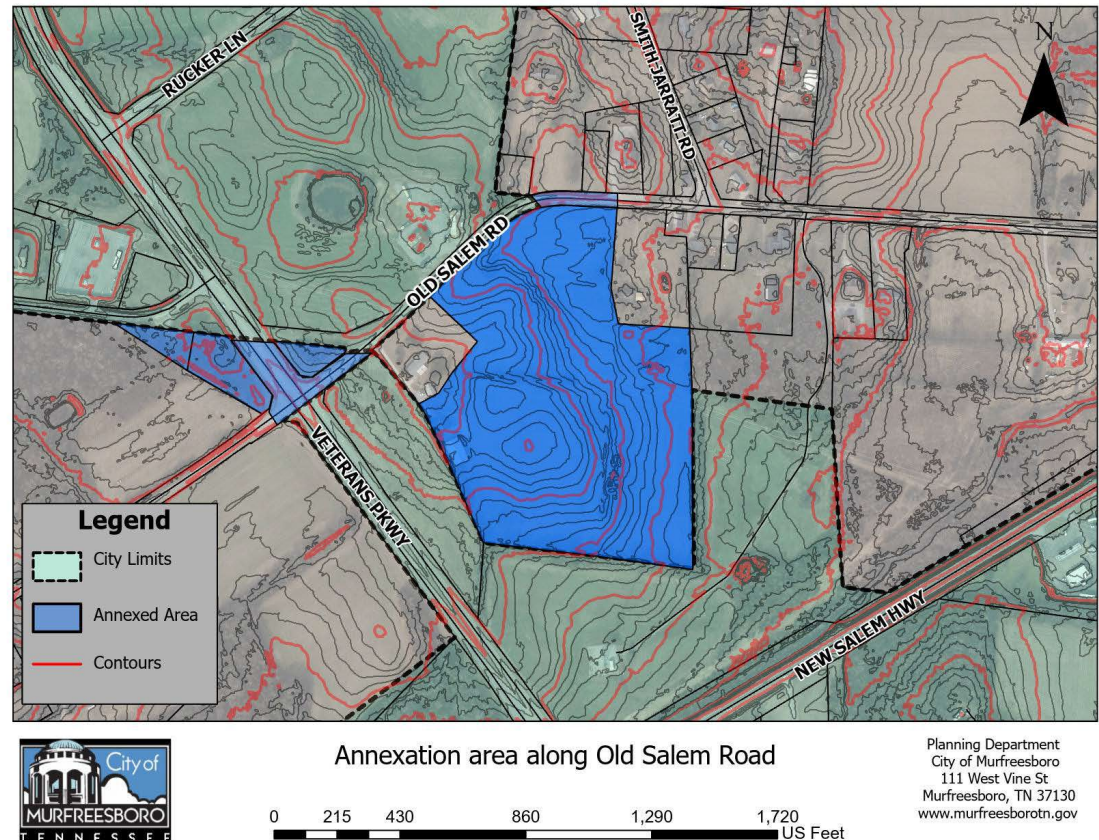 RUCKER LN
SMITH JARRATT RD
N
OLD SALEM RD
VETERANS PKWY
NEW SALEM HWY
Legend
City Limits
Annexed Area
Contours
City of
MURFREESBORO
TENNESSEE
Annexation area along Old Salem Road
0 215 430 860 1,290 1,720
US Feet
Planning Department
City of Murfreesboro
111 West Vine St
Murfreesboro, TN 37130
www.murfreesborotn.gov